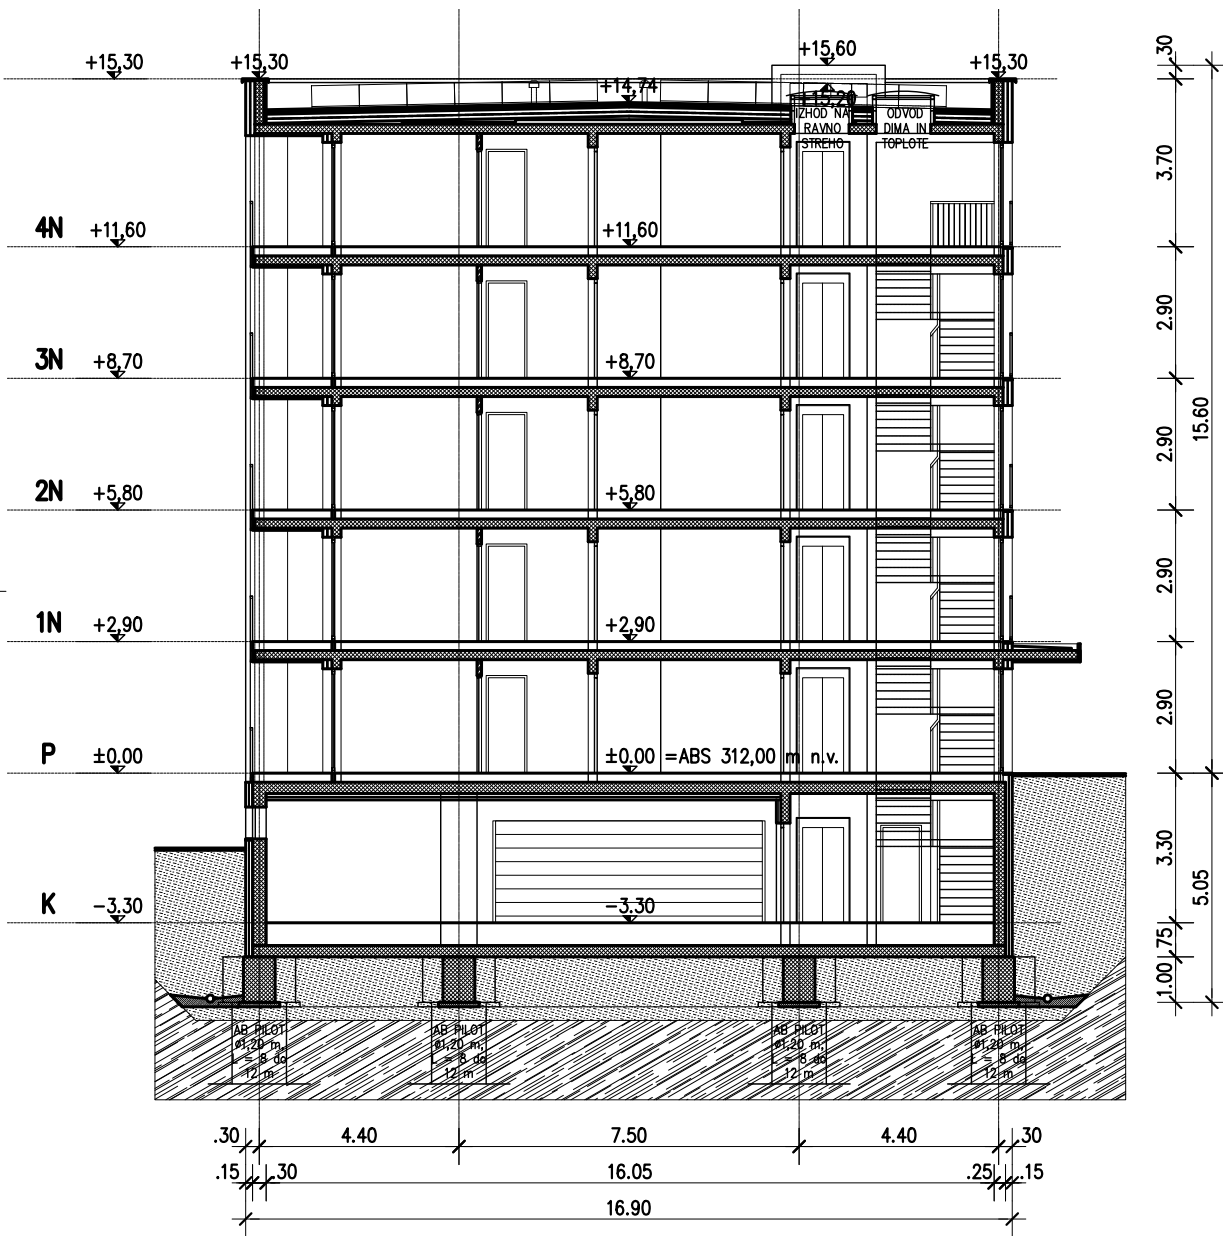 +15,30
+15,30
+15,60
+15,30
+14,74
+15,20
IZHOD NA
RAVNO
STREHO
ODVOD
DIMA IN
TOPLOTE
.30
3.70
4N +11,60
+11,60
2.90
3N +8,70
+8,70
2.90
15.60
2N +5,80
+5,80
2.90
1N +2,90
+2,90
2.90
P ±0.00
±0.00 =ABS 312,00 m n.v.
3.30
5.05
K -3.30
-3.30
.75
1.00
AB PILOT
ø1,20 m,
L = 8 do
12 m
AB PILOT
ø1,20 m,
L = 8 do
12 m
AB PILOT
ø1,20 m,
L = 8 do
12 m
AB PILOT
ø1,20 m,
L = 8 do
12 m
.30 4.40 7.50 4.40 .30
.15 .30 16.05 .25 .15
16.90